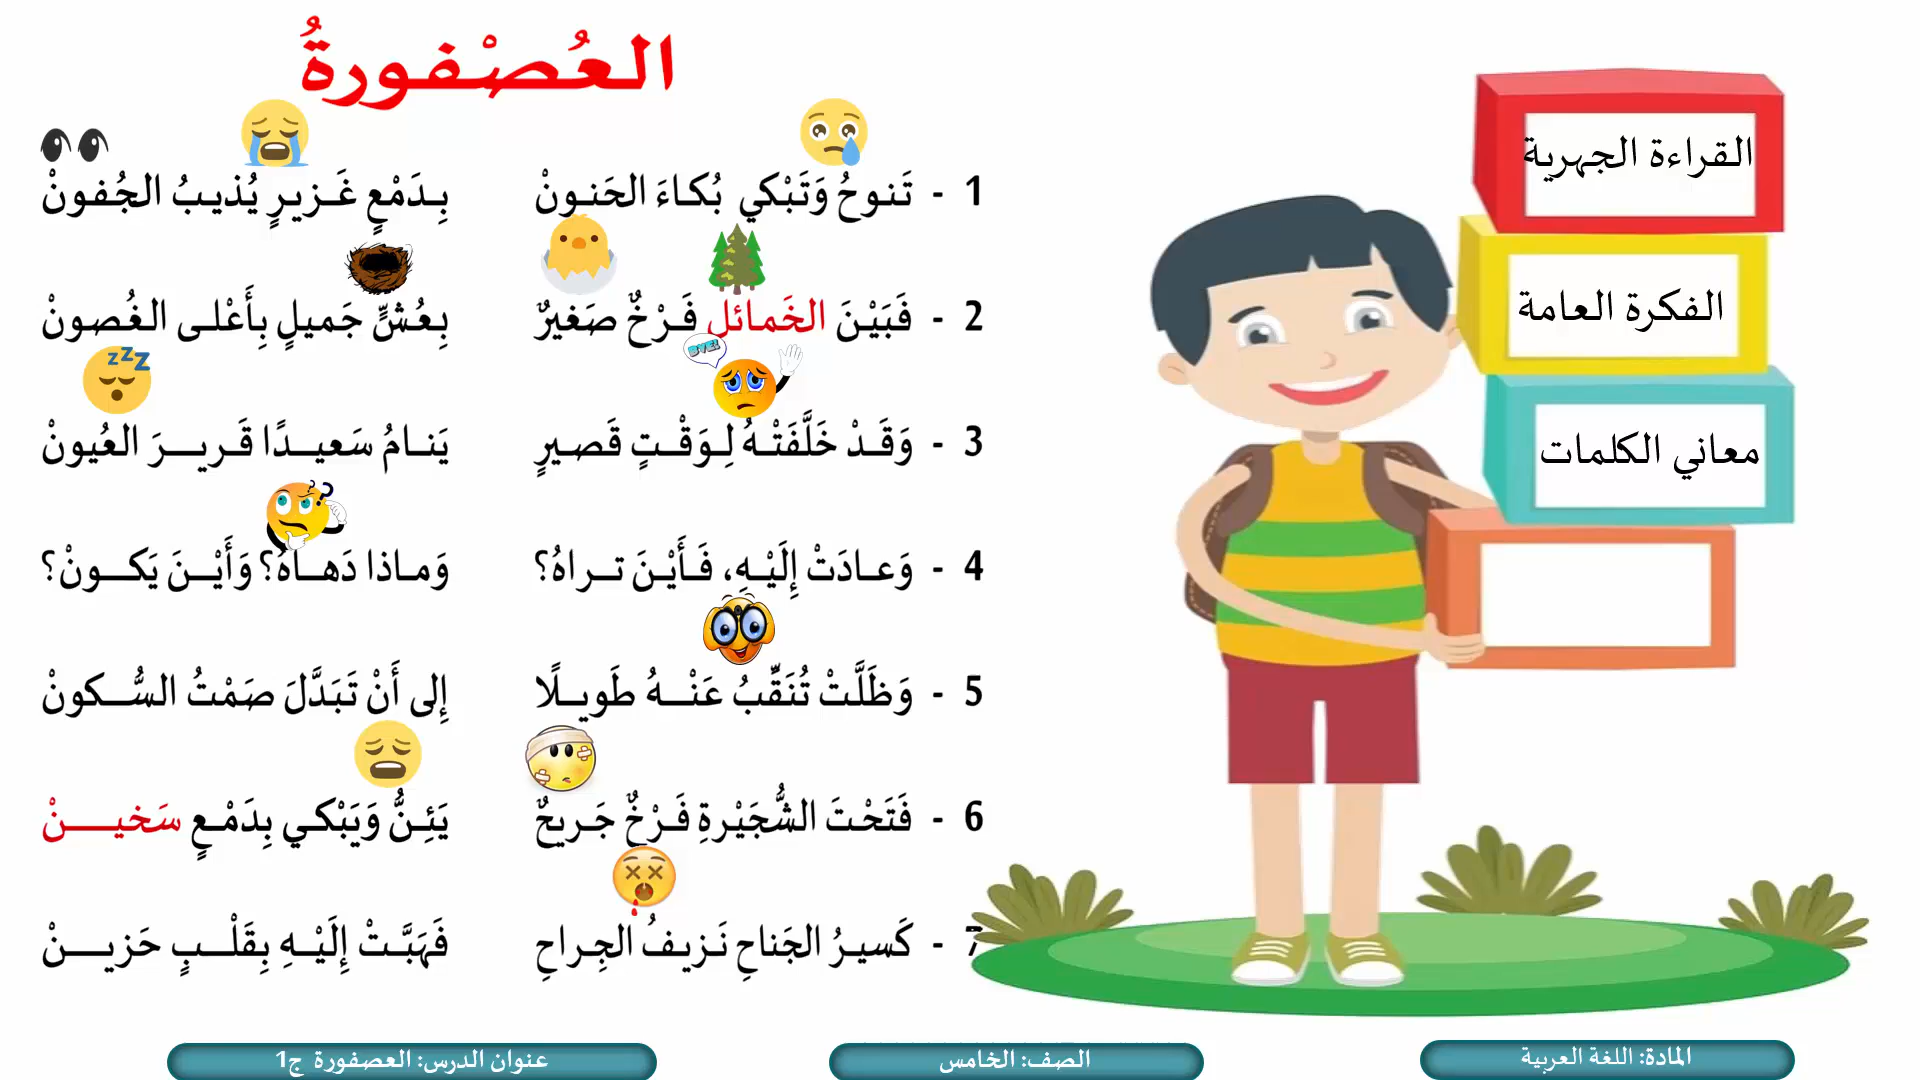 العُصْفورةُ
1 - تَنوحُ وَتَبْكي بُكاءَ الحَنونْ بِدَمْعٍ غَزيرٍ يُذيبُ الجُفونْ
2 - فَبَيْنَ الخَمائلِ فَرْخٌ صَغيرٌ بِعُشٍّ جَميلٍ بِأَعْلى الغُصونْ
BYE!
3 - وَقَدْ خَلَّفَتْهُ لِوَقْتٍ قَصيرٍ يَنامُ سَعيدًا قَريرَ العُيونْ
4 - وَعادَتْ إِلَيْهِ، فَأَيْنَ تراهُ؟ وَماذا دَهاهُ؟ وَأَيْنَ يَكونْ؟
5 - وَظَلَّتْ تُنَقِّبُ عَنْهُ طَويلًا إِلى أَنْ تَبَدَّلَ صَمْتُ السُّكونْ
6 - فَتَحْتَ الشُّجَيْرةِ فَرْخٌ جَريحٌ يَئِنُّ وَيَبْكي بِدَمْعٍ سَخينْ
7 - كَسيرُ الجَناحِ نَزيفُ الجِراحِ فَهَبَّتْ إِلَيْهِ بِقَلْبٍ حَزينْ
القراءة الجهرية
الفكرة العامة
معاني الكلمات
المادة: اللغة العربية
الصف: الخامس
عنوان الدرس: العصفورة ج1